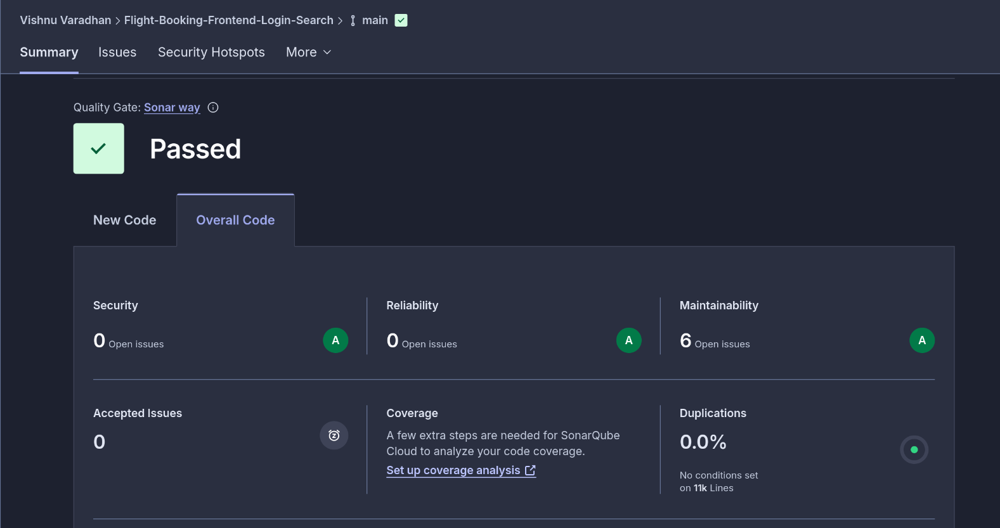 Vishnu Varadhan > Flight-Booking-Frontend-Login-Search > main
Summary Issues Security Hotspots More
Quality Gate: Sonar way
Passed
New Code Overall Code
Security
0 Open issues A
Reliability
0 Open issues A
Maintainability
6 Open issues A
Accepted Issues
0
Coverage
A few extra steps are needed for SonarQube
Cloud to analyze your code coverage.
Set up coverage analysis
Duplications
0.0%
No conditions set
on 11k Lines